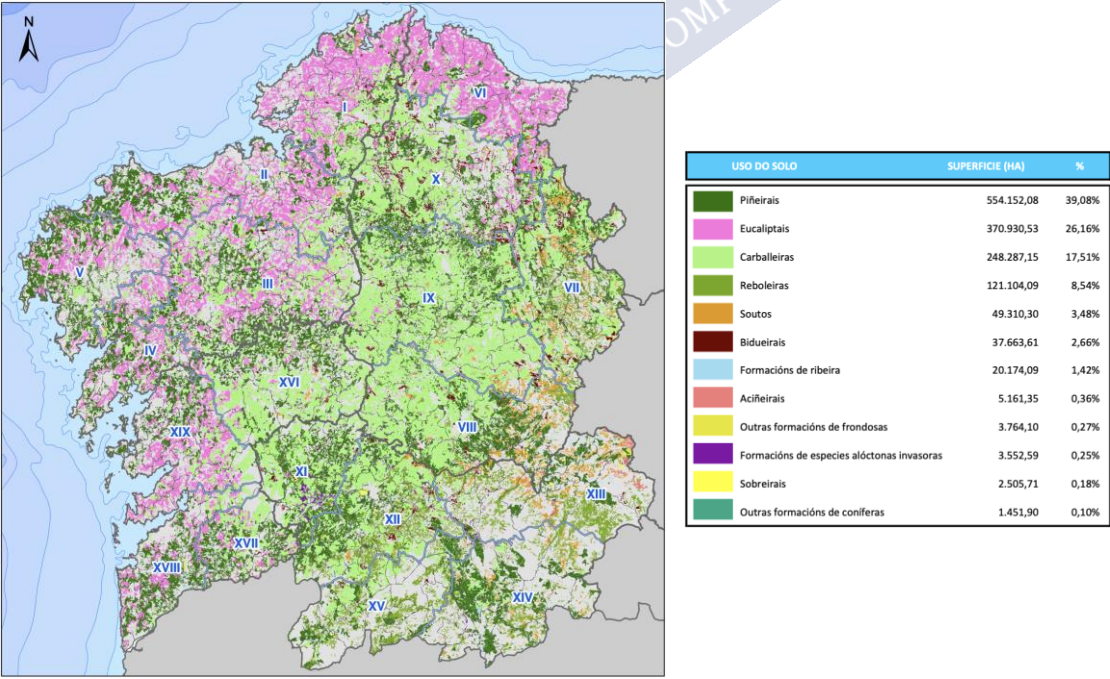 N
OMP
I
VI
II
X
V
III
VII
IX
IV
XVI
VIII
XIX
XI
XIII
XII
XVII
XVIII
XIV
XV
USO DO SOLO SUPERFICIE (HA) %
Piñeirais 554.152,08 39,08%
Eucaliptais 370.930,53 26,16%
Carballeiras 248.287,15 17,51%
Reboleiras 121.104,09 8,54%
Soutos 49.310,30 3,48%
Bidueirais 37.663,61 2,66%
Formacións de ribeira 20.174,09 1,42%
Aciñeirais 5.161,35 0,36%
Outras formacións de frondosas 3.764,10 0,27%
Formacións de especies alóctonas invasoras 3.552,59 0,25%
Sobreirais 2.505,71 0,18%
Outras formacións de coníferas 1.451,90 0,10%